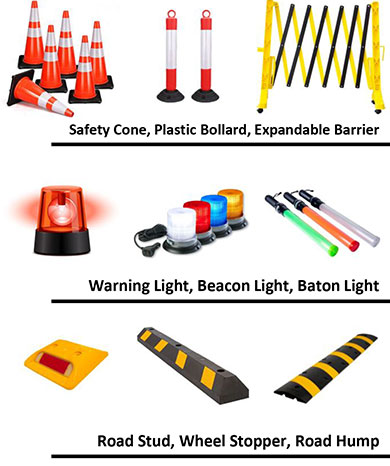 Safety Cone, Plastic Bollard, Expandable Barrier
Warning Light, Beacon Light, Baton Light
Road Stud, Wheel Stopper, Road Hump